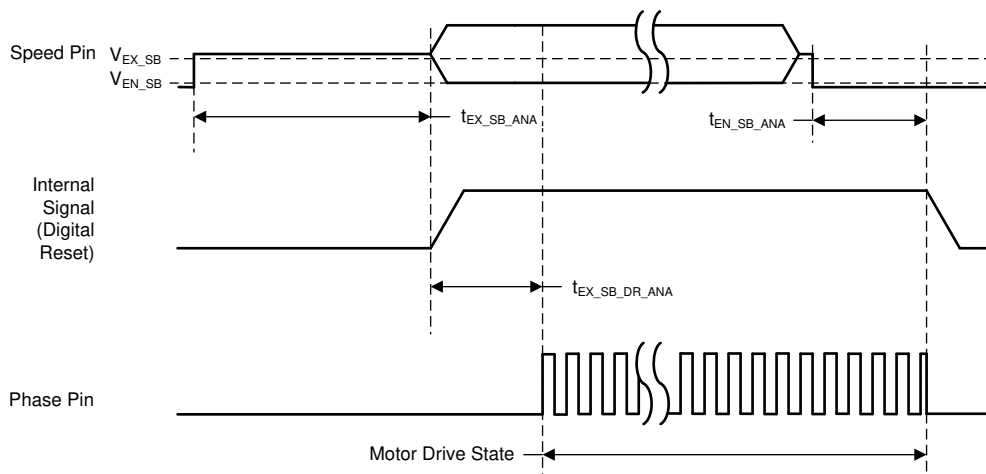 Speed Pin
V_EX_SB
V_EN_SB
t_EX_SB_ANA
t_EN_SB_ANA
Internal
Signal
(Digital
Reset)
t_EX_SB_DR_ANA
Phase Pin
Motor Drive State